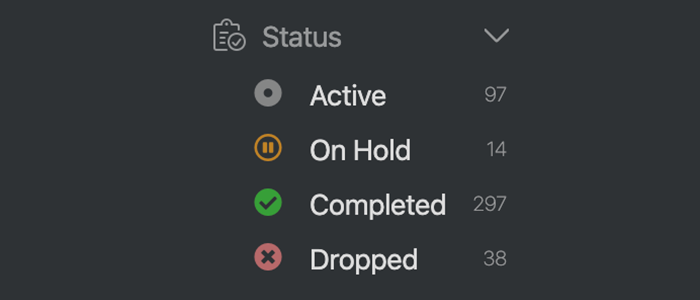 Status
Active 97
On Hold 14
Completed 297
Dropped 38